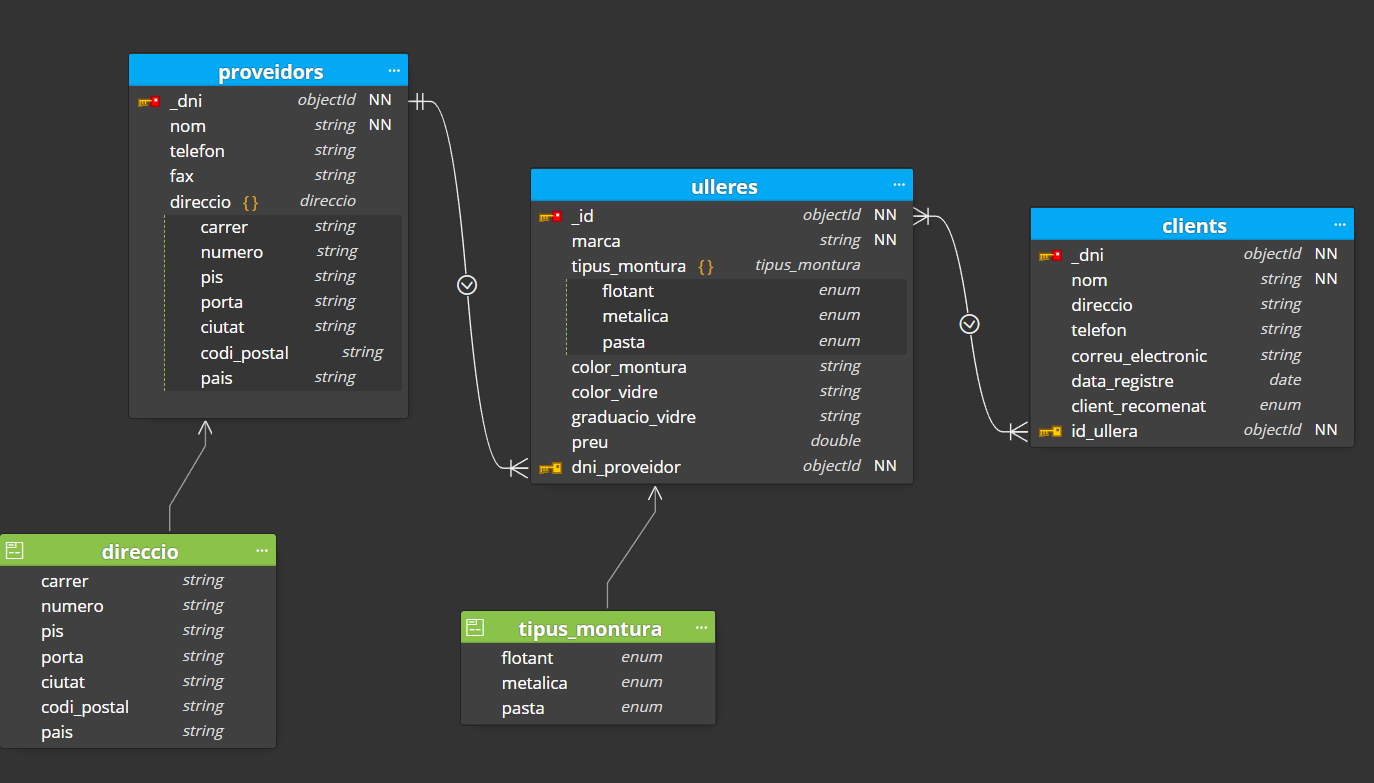 proveidors ...
_dni objectId NN
nom string NN
telefon string
fax string
direccio { } direccio
carrer string
numero string
pis string
porta string
ciutat string
codi_postal string
pais string
ulleres ...
_id objectId NN
marca string NN
tipus_montura { } tipus_montura
flotant enum
metalica enum
pasta enum
color_montura string
color_vidre string
graduacio_vidre string
preu double
dni_proveidor objectId NN
clients ...
_dni objectId NN
nom string NN
direccio string
telefon string
correu_electronic string
data_registre date
client_recomenat enum
id_ullera objectId NN
direccio ...
carrer string
numero string
pis string
porta string
ciutat string
codi_postal string
pais string
tipus_montura ...
flotant enum
metalica enum
pasta enum